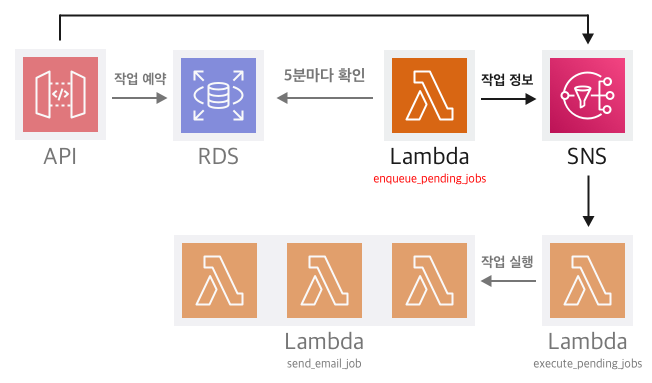 작업 예약
5분마다 확인
작업 정보
API
RDS
Lambda
SNS
enqueue_pending_jobs
작업 실행
Lambda
Lambda
send_email_job
execute_pending_jobs